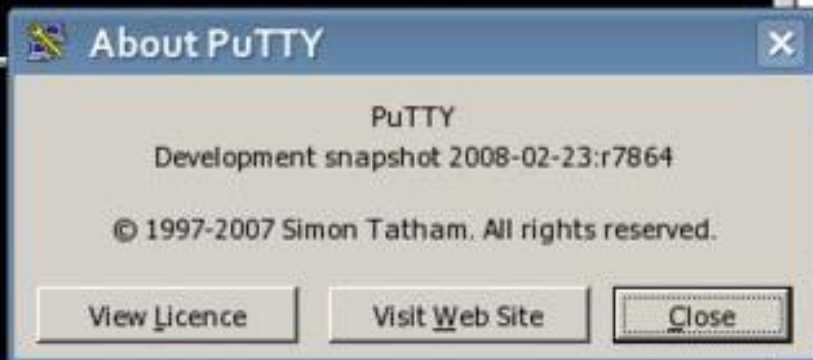 About PuTTY
PuTTY
Development snapshot 2008-02-23:r7864
© 1997-2007 Simon Tatham. All rights reserved.
View Licence Visit Web Site Close